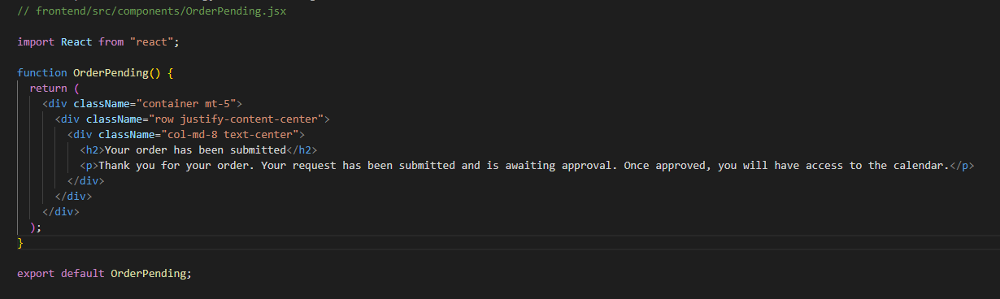 // frontend/src/components/OrderPending.jsx
import React from "react";
function OrderPending() {
  return (
    <div className="container mt-5">
      <div className="row justify-content-center">
        <div className="col-md-8 text-center">
          <h2>Your order has been submitted</h2>
          <p>Thank you for your order. Your request has been submitted and is awaiting approval. Once approved, you will have access to the calendar.</p>
        </div>
      </div>
    </div>
  );
}
export default OrderPending;